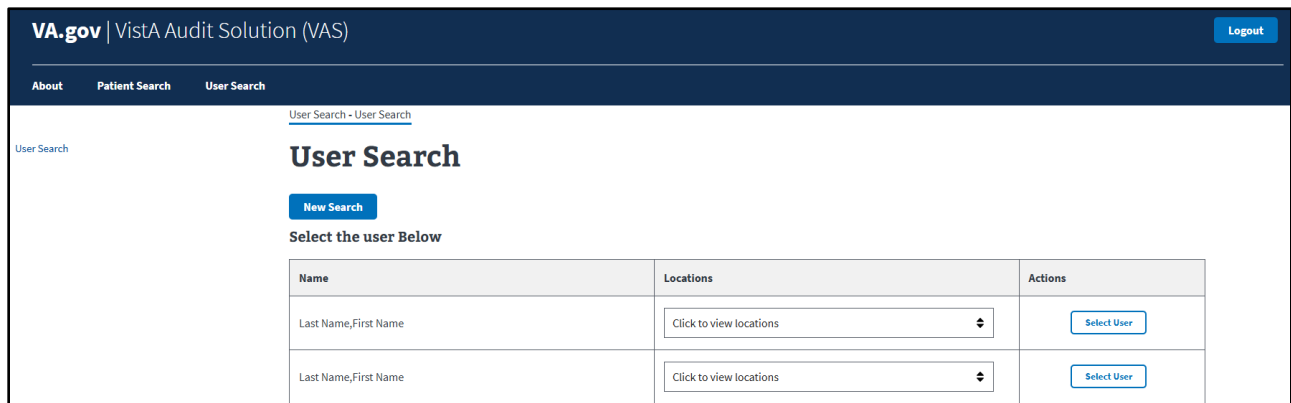 VA.gov | VistA Audit Solution (VAS)
Logout
About Patient Search User Search
User Search - User Search
User Search
User Search
New Search
Select the user Below
Name Locations Actions
Last Name,First Name Click to view locations Select User
Last Name,First Name Click to view locations Select User